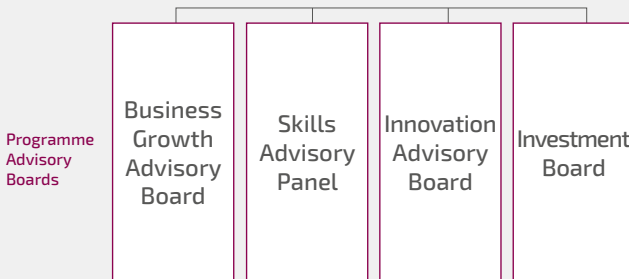 Programme
Advisory
Boards
Business
Growth
Advisory
Board
Skills
Advisory
Panel
Innovation
Advisory
Board
Investment
Board